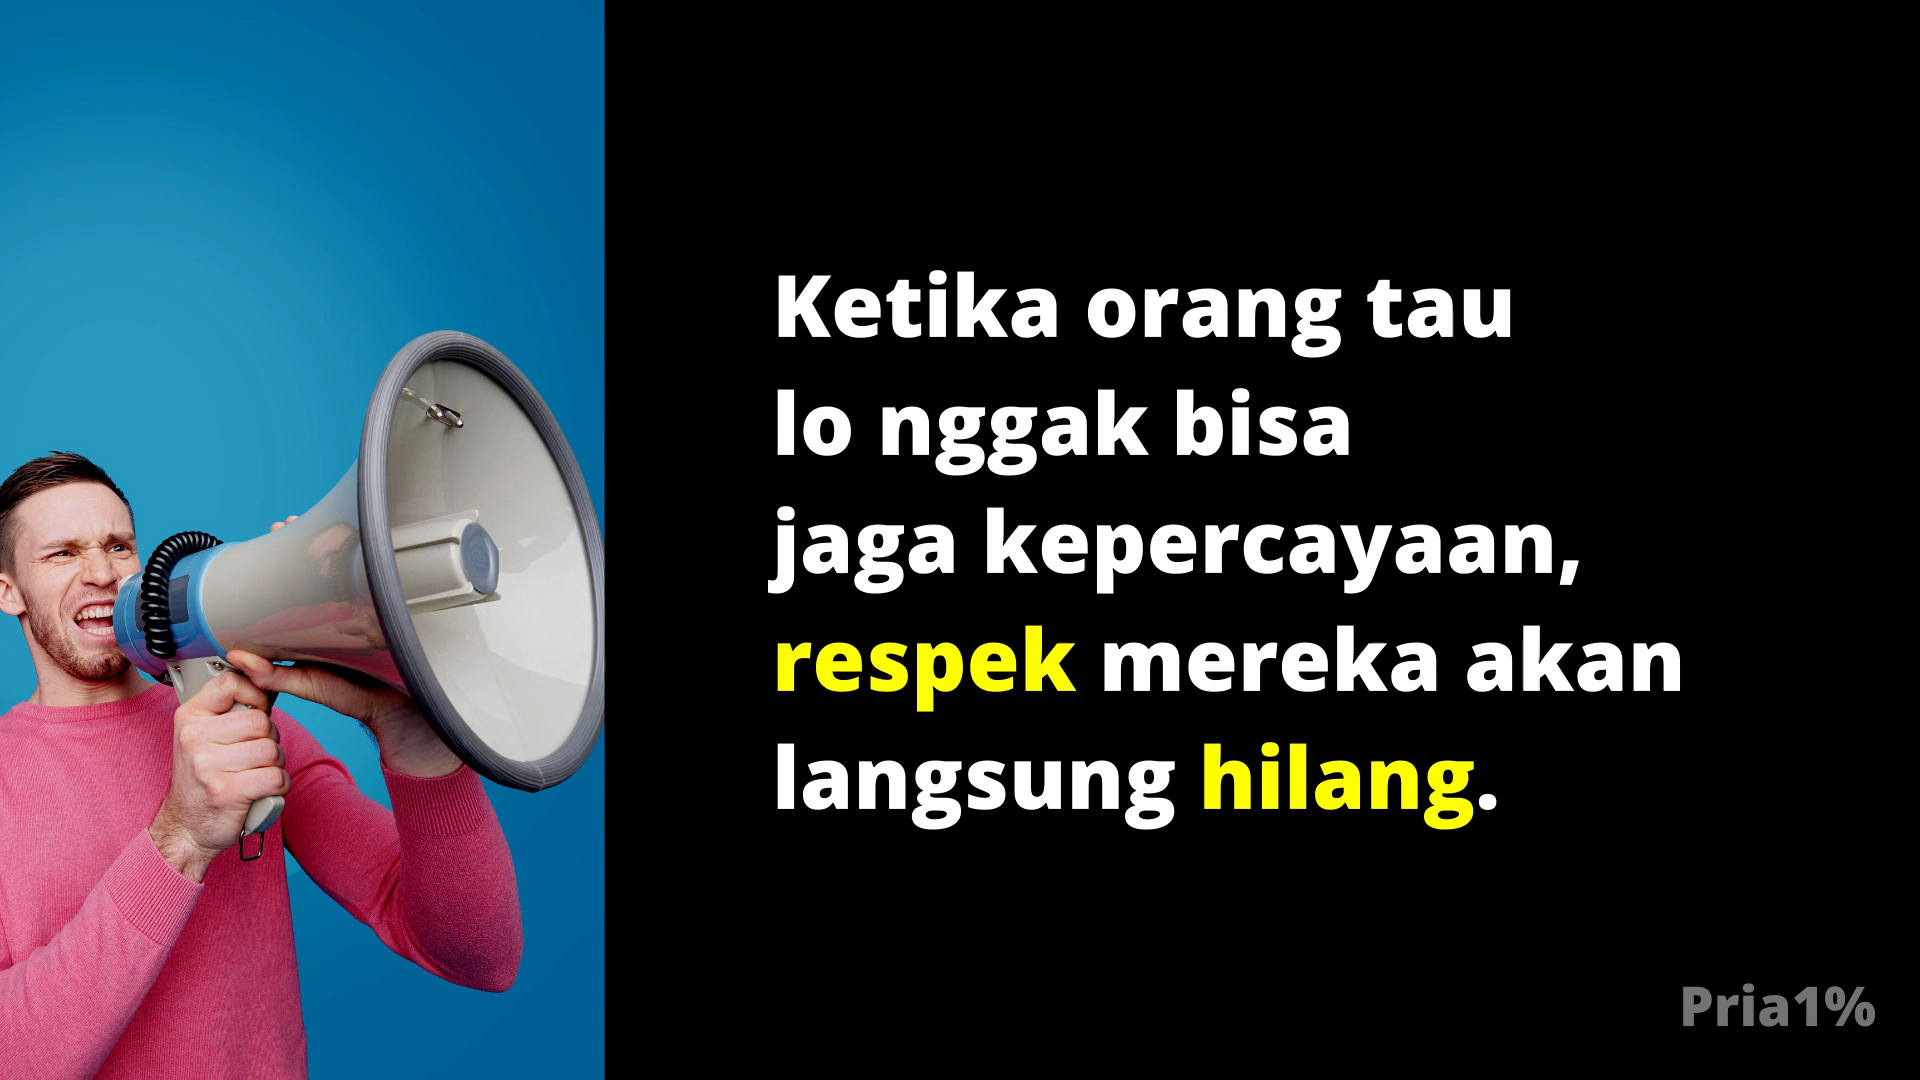 Ketika orang tau
lo nggak bisa
jaga kepercayaan,
respek mereka akan
langsung hilang.
Pria1%